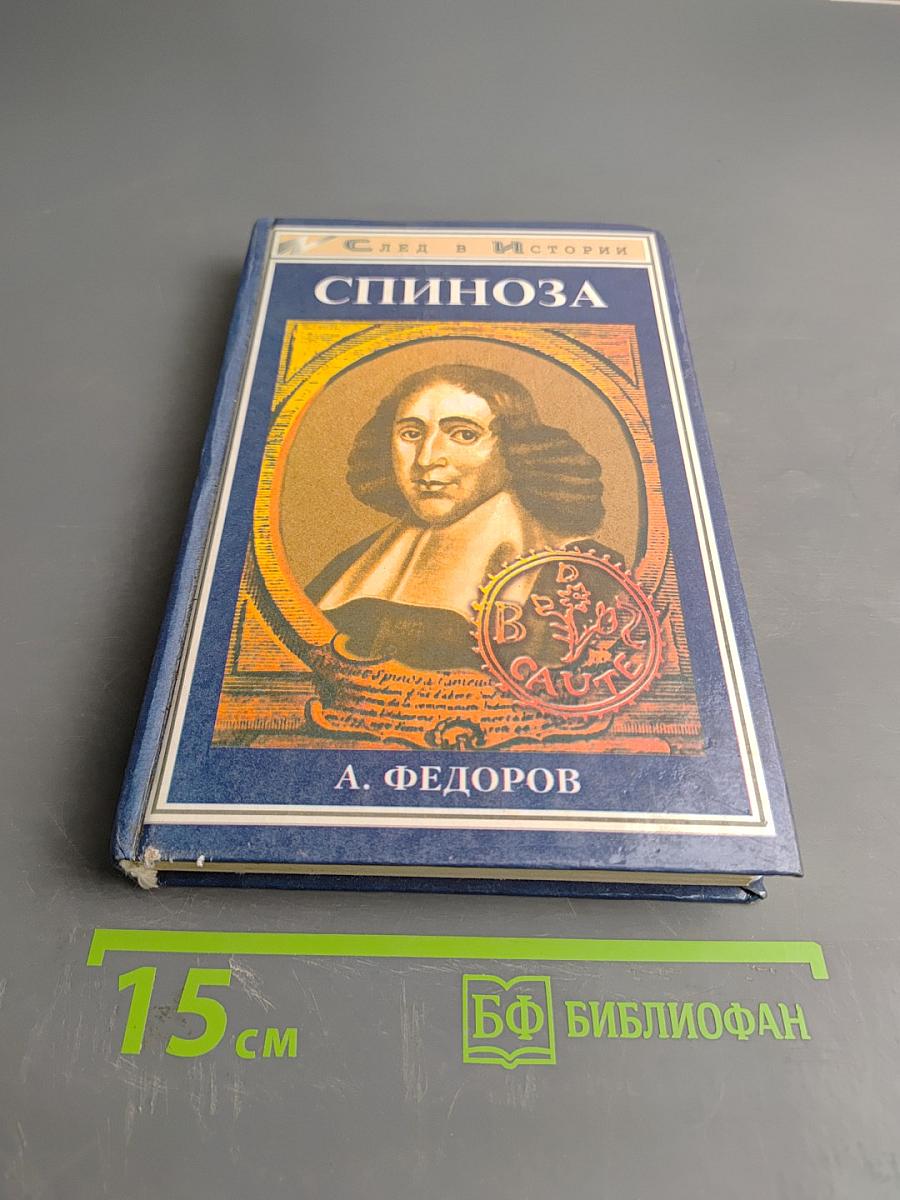 След в Истории
СПИНОЗА
B D
CAUTE
А. ФЕДОРОВ
15 см
БФ БИБЛИОФАН